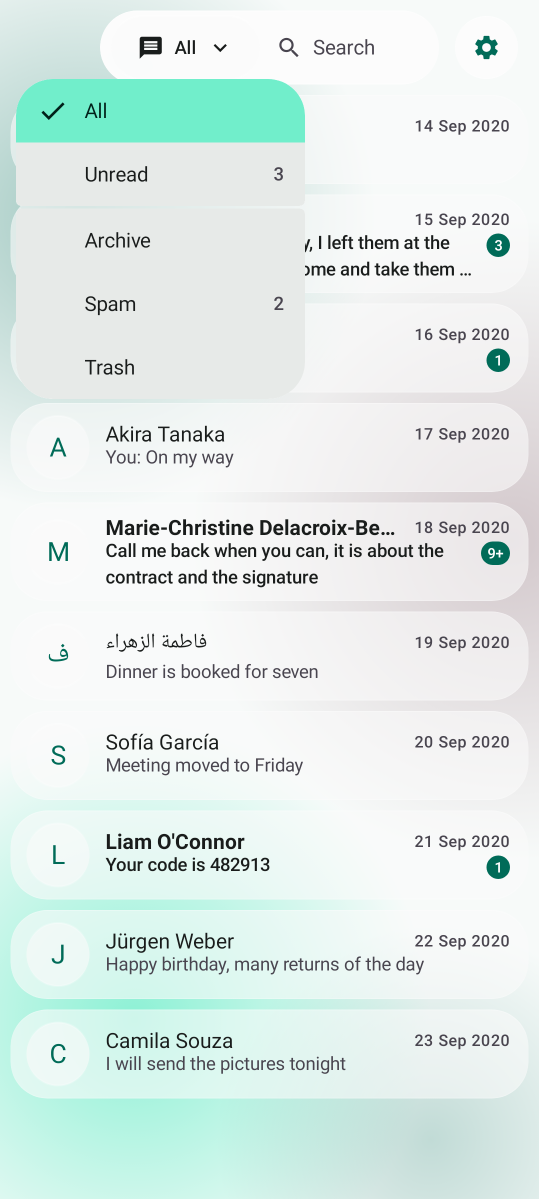 All
Search
All
14 Sep 2020
Unread 3
15 Sep 2020
Archive
, I left them at the
3
ome and take them …
Spam 2
16 Sep 2020
1
Trash
A
Akira Tanaka
17 Sep 2020
You: On my way
M
Marie-Christine Delacroix-Be…
18 Sep 2020
Call me back when you can, it is about the
9+
contract and the signature
ف
فاطمة الزهراء
19 Sep 2020
Dinner is booked for seven
S
Sofía García
20 Sep 2020
Meeting moved to Friday
L
Liam O'Connor
21 Sep 2020
Your code is 482913
1
J
Jürgen Weber
22 Sep 2020
Happy birthday, many returns of the day
C
Camila Souza
23 Sep 2020
I will send the pictures tonight